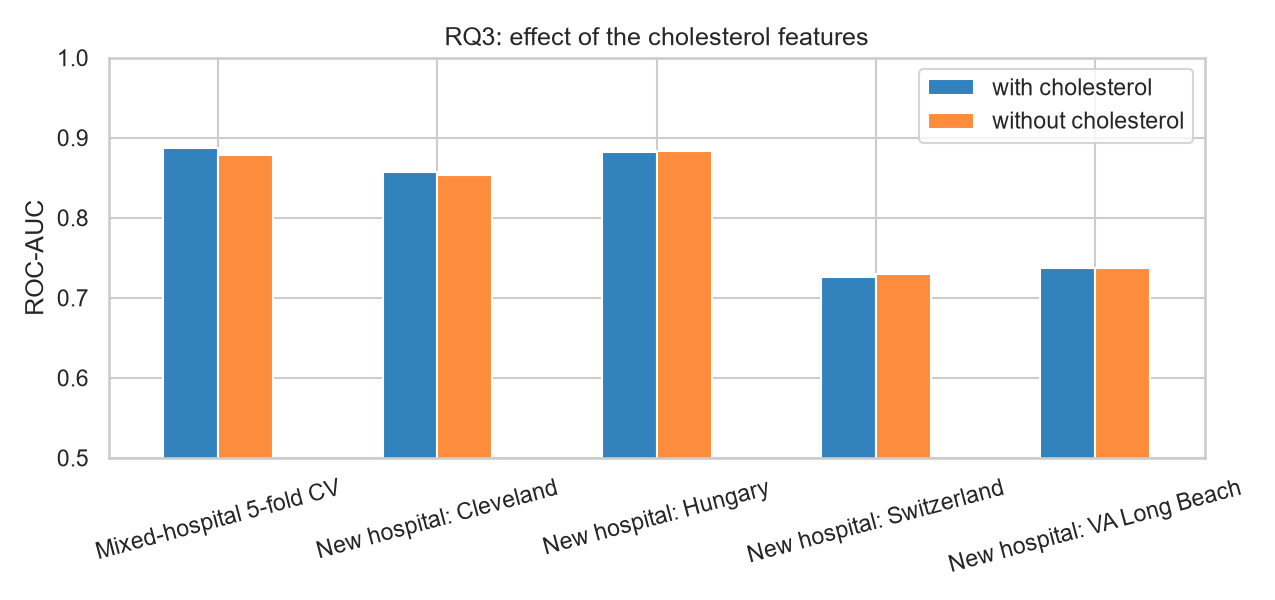 RQ3: effect of the cholesterol features
with cholesterol
without cholesterol
ROC-AUC
1.0
0.9
0.8
0.7
0.6
0.5
Mixed-hospital 5-fold CV
New hospital: Cleveland
New hospital: Hungary
New hospital: Switzerland
New hospital: VA Long Beach